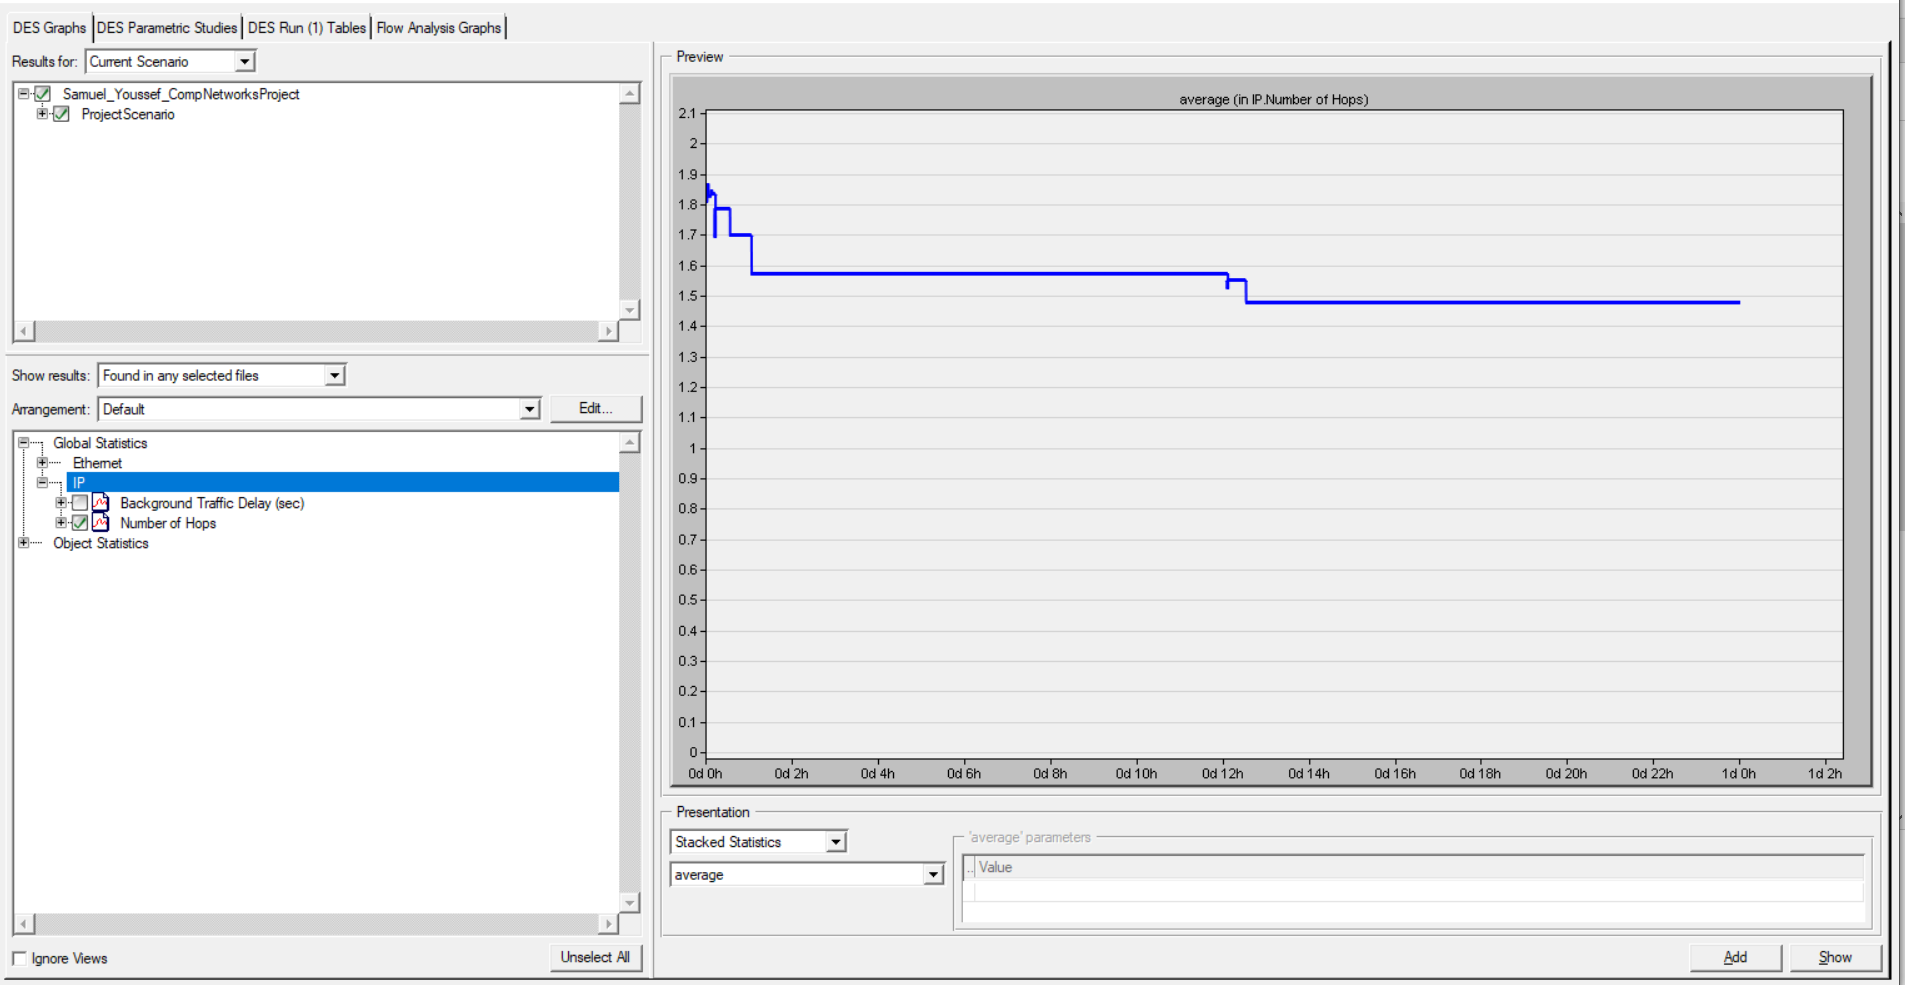 DES Graphs DES Parametric Studies DES Run (1) Tables Flow Analysis Graphs
Results for: Current Scenario
Samuel_Youssef_CompNetworksProject
ProjectScenario
Show results: Found in any selected files
Arrangement: Default Edit...
Global Statistics
Ethernet
IP
Background Traffic Delay (sec)
Number of Hops
Object Statistics
Ignore Views Unselect All
Preview
average (in IP.Number of Hops)
2.1
2
1.9
1.8
1.7
1.6
1.5
1.4
1.3
1.2
1.1
1
0.9
0.8
0.7
0.6
0.5
0.4
0.3
0.2
0.1
0
0d 0h 0d 2h 0d 4h 0d 6h 0d 8h 0d 10h 0d 12h 0d 14h 0d 16h 0d 18h 0d 20h 0d 22h 1d 0h 1d 2h
Presentation
Stacked Statistics
average
'average' parameters
.. Value
Add Show